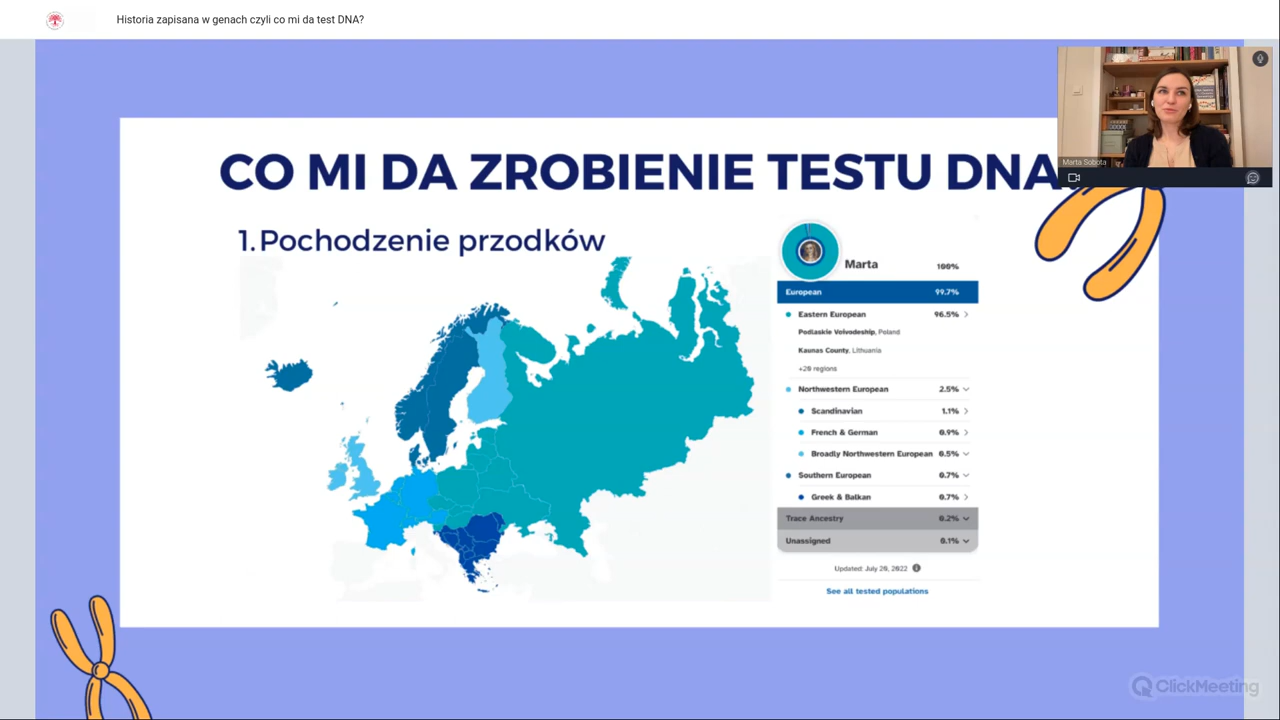 Historia zapisana w genach czyli co mi da test DNA?
CO MI DA ZROBIENIE TESTU DNA
1.Pochodzenie przodków
Marta 100%
European 99.7%
Eastern European 96.5%
Podlaskie Voivodeship, Poland
Kaunas County, Lithuania
+20 regions
Northwestern European 2.5%
Scandinavian 1.1%
French & German 0.9%
Broadly Northwestern European 0.5%
Southern European 0.7%
Greek & Balkan 0.7%
Trace Ancestry 0.2%
Unassigned 0.1%
Updated: July 20, 2022
See all tested populations
Marta Sobota
ClickMeeting